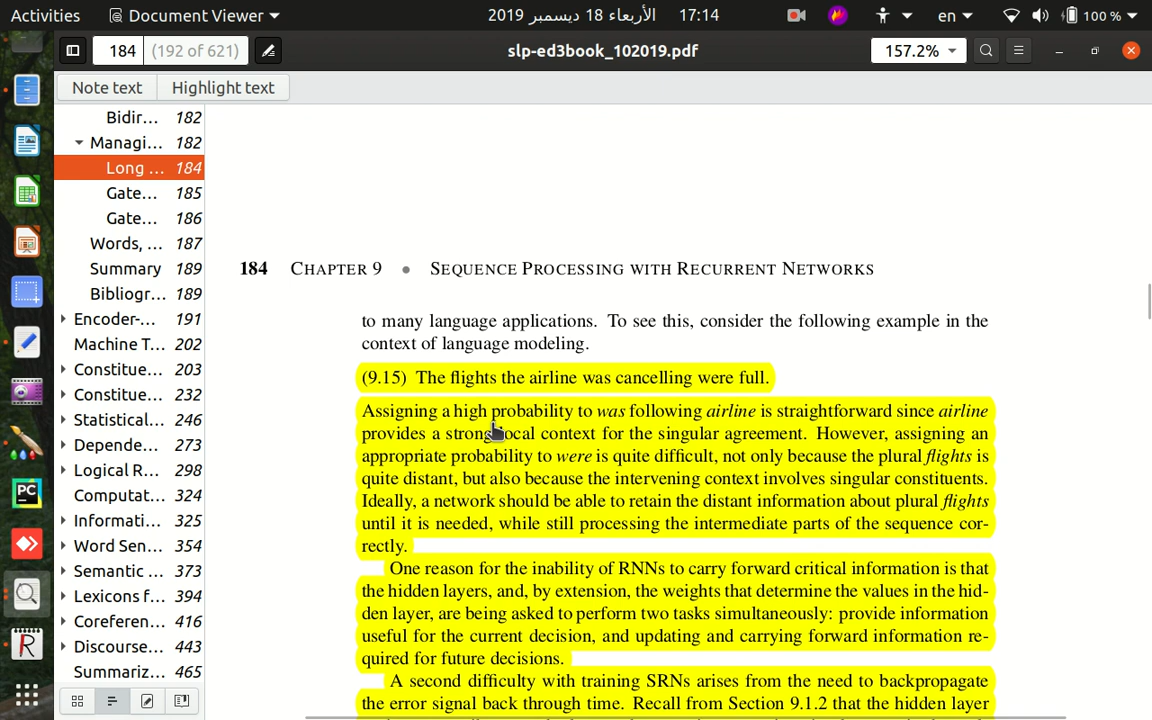 Activities
Document Viewer
الأربعاء 18 ديسمبر 2019 17:14
en
100 %
184 (192 of 621)
slp-ed3book_102019.pdf
157.2%
Note text
Highlight text
Bidir... 182
Managi... 182
Long ... 184
Gate... 185
Gate... 186
Words, ... 187
Summary 189
Bibliogr... 189
Encoder-... 191
Machine T... 202
Constitue... 203
Constitue... 232
Statistical... 246
Depende... 273
Logical R... 298
Computat... 324
Informati... 325
Word Sen... 354
Semantic ... 373
Lexicons f... 394
Coreferen... 416
Discourse... 443
Summariz... 465
PC
R
184 CHAPTER 9 • SEQUENCE PROCESSING WITH RECURRENT NETWORKS
to many language applications. To see this, consider the following example in the
context of language modeling.
(9.15) The flights the airline was cancelling were full.
Assigning a high probability to was following airline is straightforward since airline
provides a strong local context for the singular agreement. However, assigning an
appropriate probability to were is quite difficult, not only because the plural flights is
quite distant, but also because the intervening context involves singular constituents.
Ideally, a network should be able to retain the distant information about plural flights
until it is needed, while still processing the intermediate parts of the sequence cor-
rectly.
One reason for the inability of RNNs to carry forward critical information is that
the hidden layers, and, by extension, the weights that determine the values in the hid-
den layer, are being asked to perform two tasks simultaneously: provide information
useful for the current decision, and updating and carrying forward information re-
quired for future decisions.
A second difficulty with training SRNs arises from the need to backpropagate
the error signal back through time. Recall from Section 9.1.2 that the hidden layer